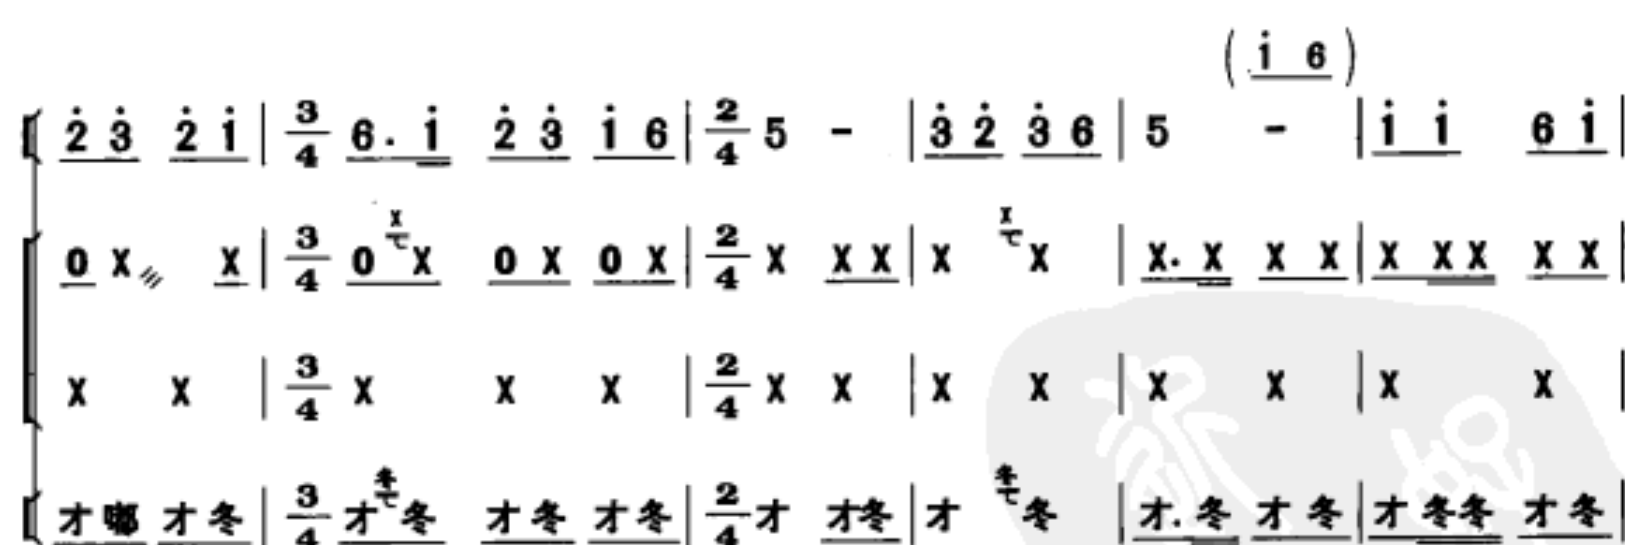 ( i̇ 6 )
2̇ 3̇ 2̇ i̇ | 3/4 6 . i̇ 2̇ 3̇ i̇ 6 | 2/4 5 - | 3̇ 2̇ 3̇ 6 | 5 - | i̇ i̇ 6 i̇ |
0 X X | 3/4 0 X X 0 X 0 X | 2/4 X X X | X X X | X. X X X | X X X X X |
X X | 3/4 X X X | 2/4 X X | X X | X X | X X |
才 嘟 才 冬 | 3/4 才 冬 冬 才 冬 才 冬 | 2/4 才 才 冬 | 才 冬 冬 | 才. 冬 才 冬 | 才 冬 冬 才 冬